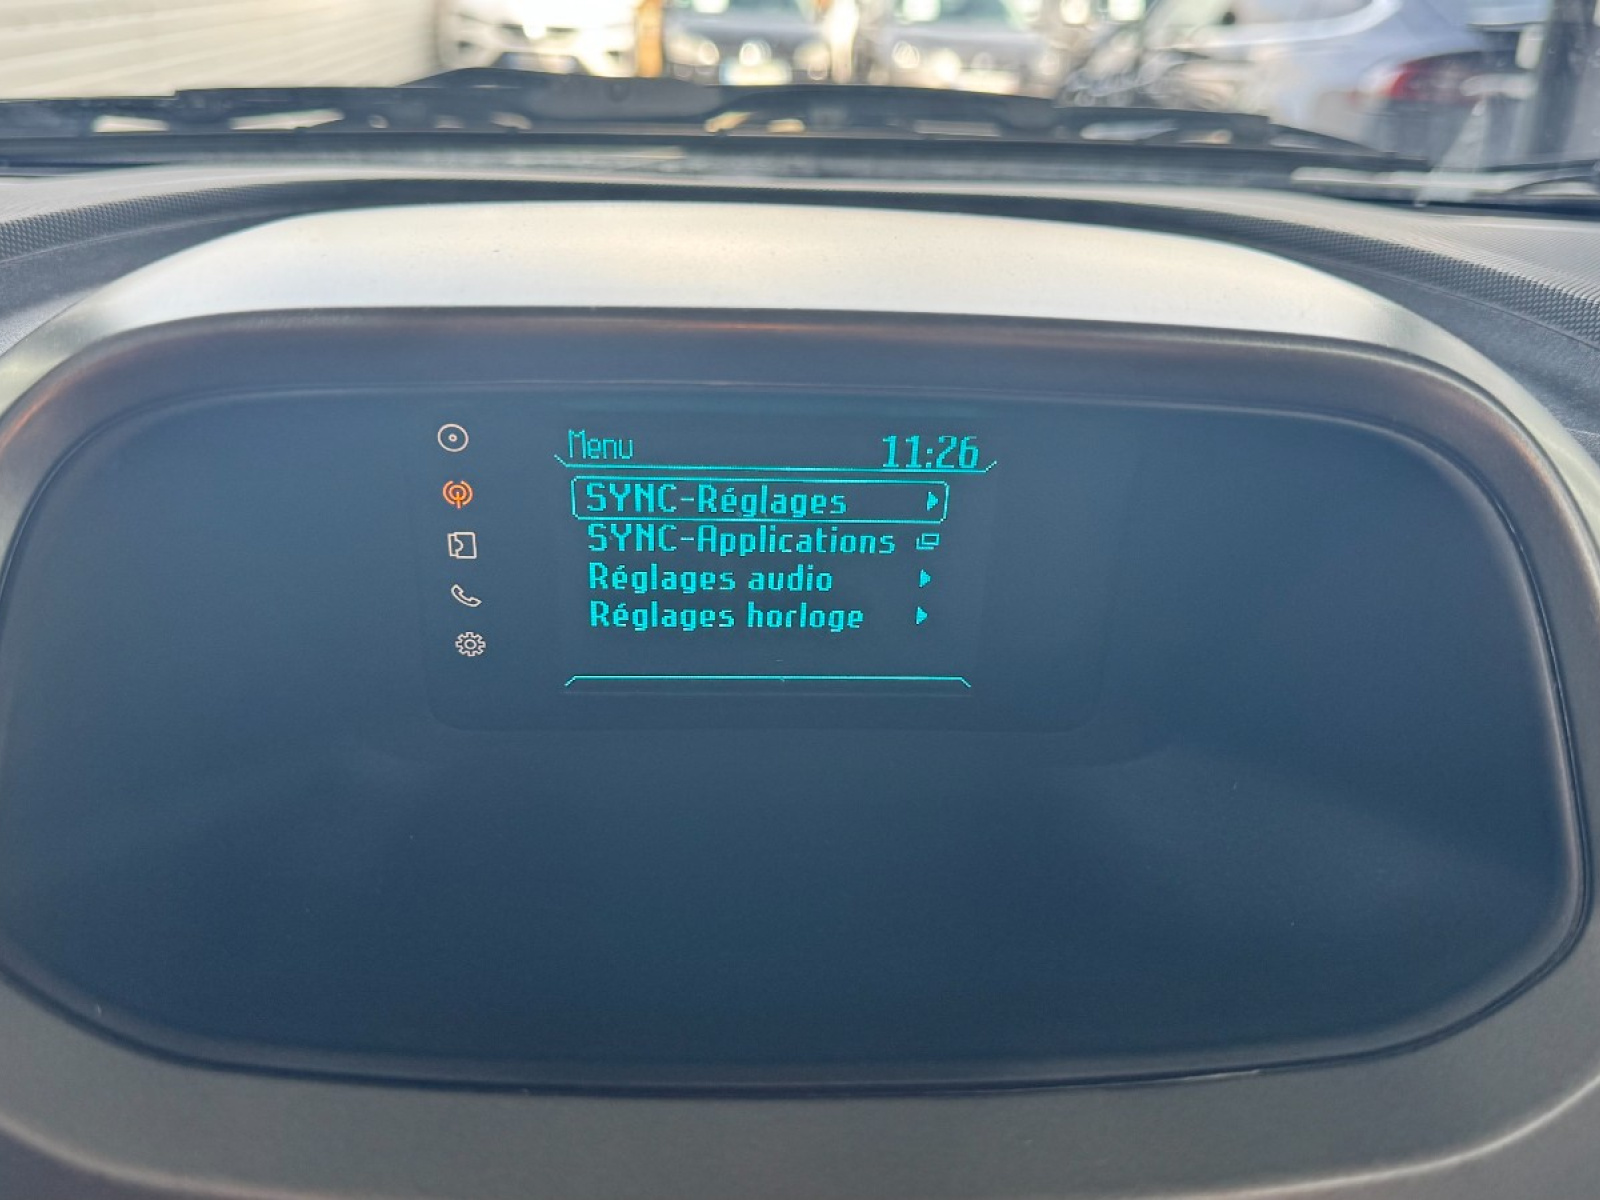 Menu 11:26
SYNC-Réglages
SYNC-Applications
Réglages audio
Réglages horloge